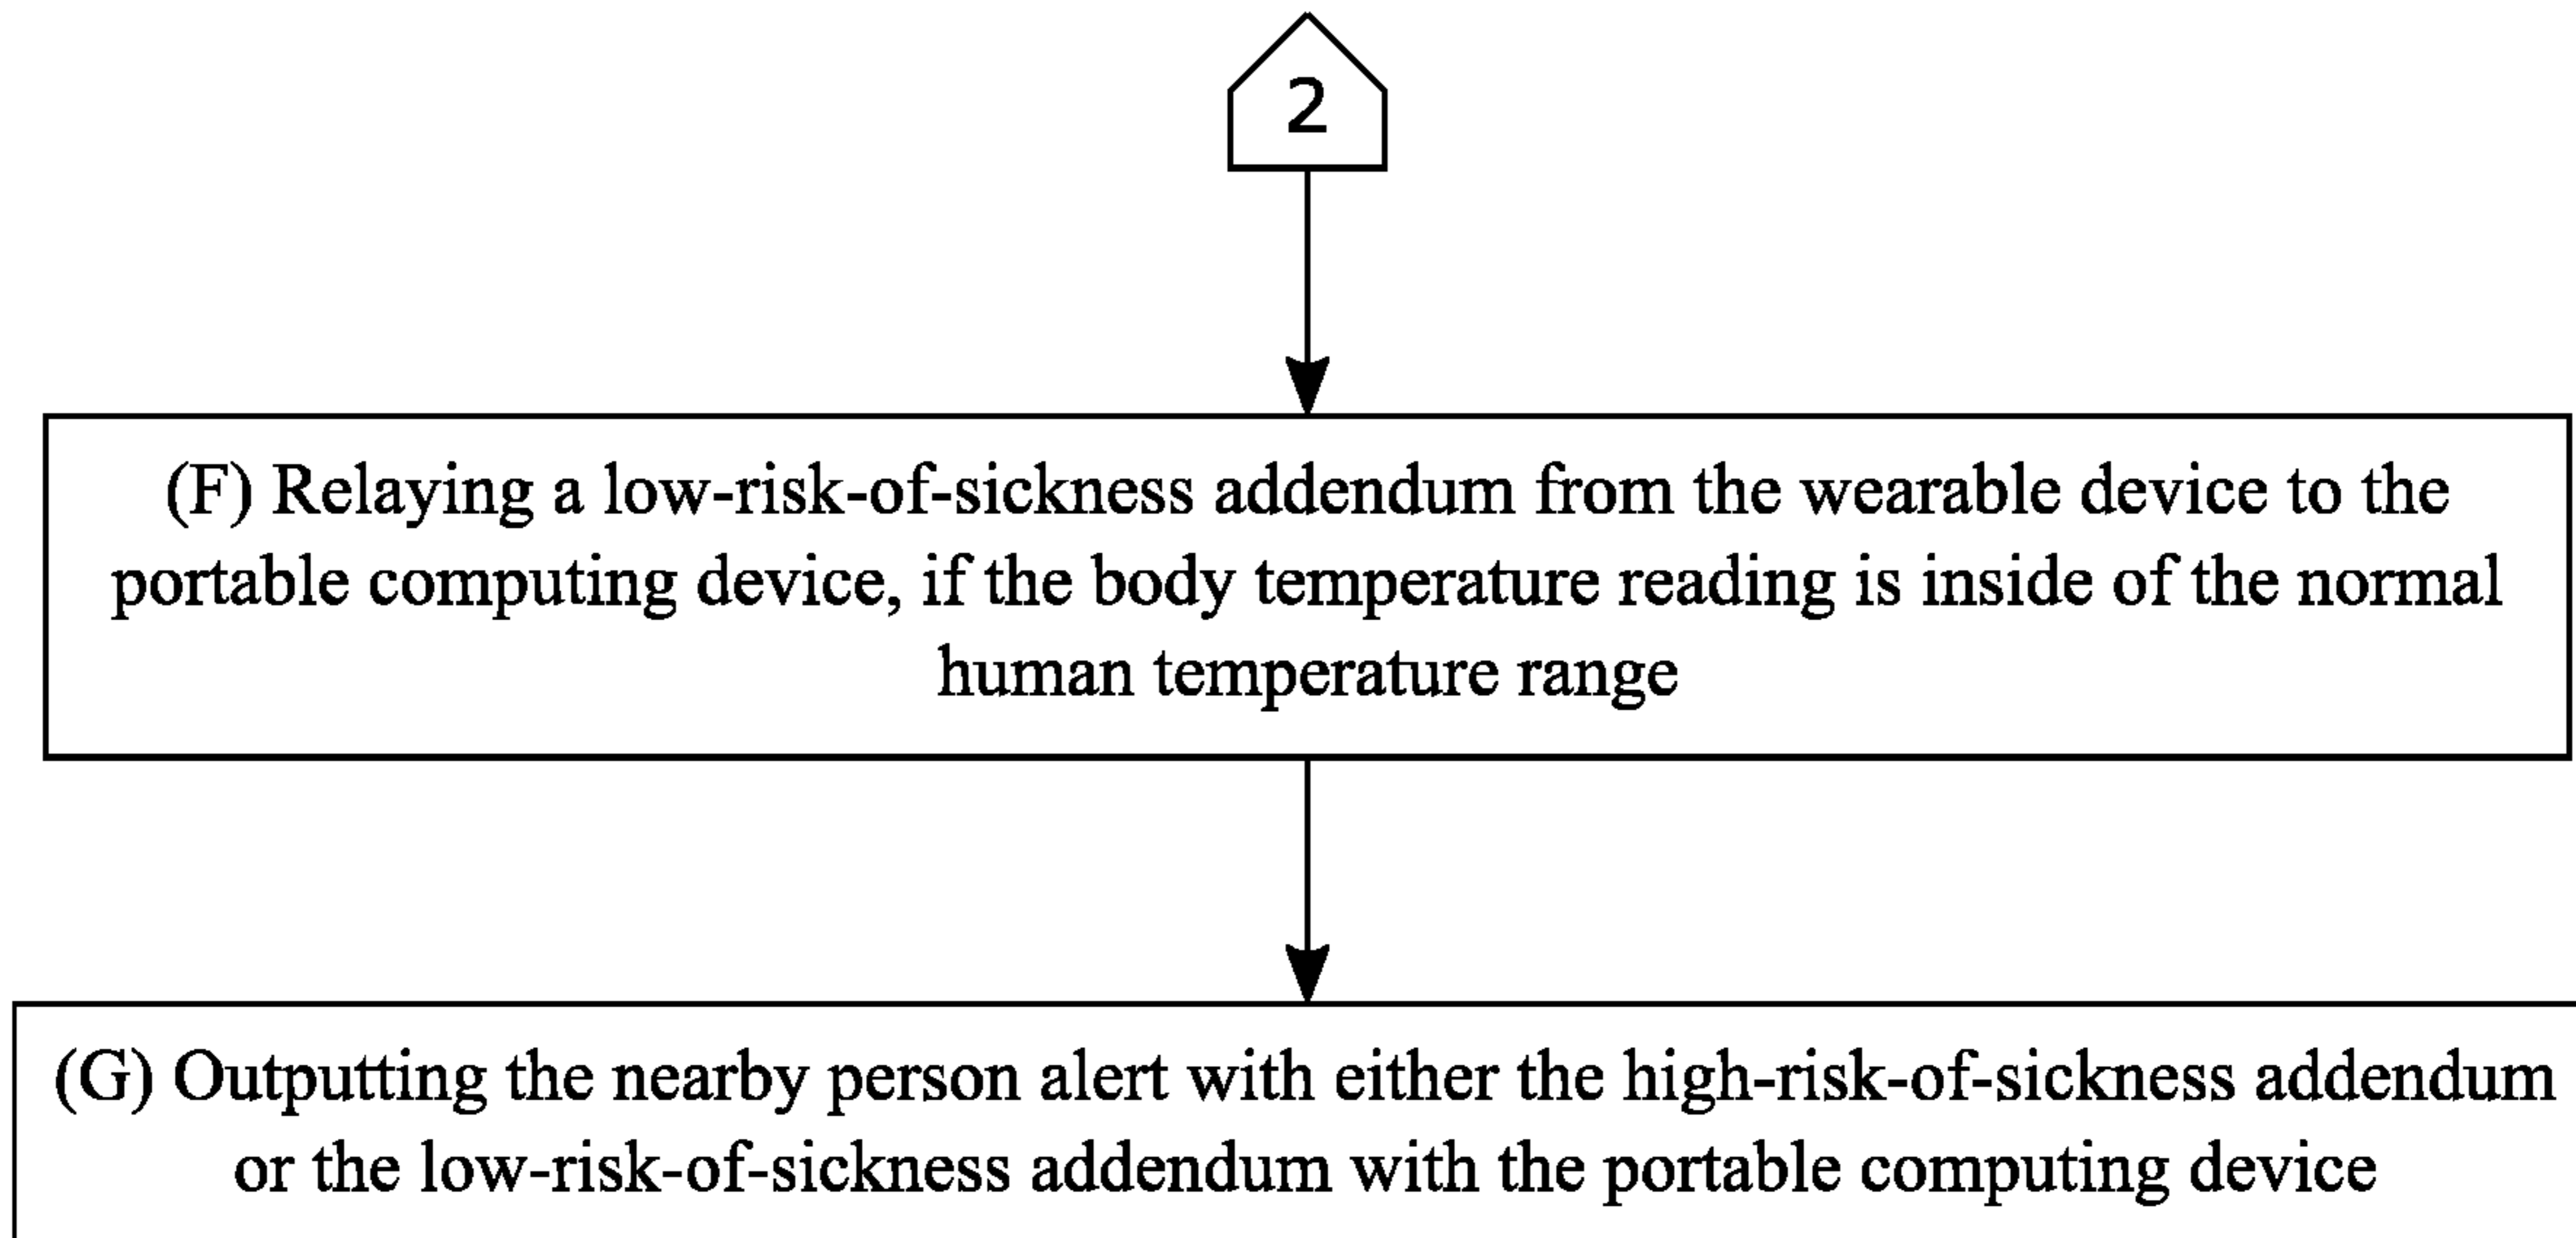 2
(F) Relaying a low-risk-of-sickness addendum from the wearable device to the
portable computing device, if the body temperature reading is inside of the normal
human temperature range
(G) Outputting the nearby person alert with either the high-risk-of-sickness addendum
or the low-risk-of-sickness addendum with the portable computing device